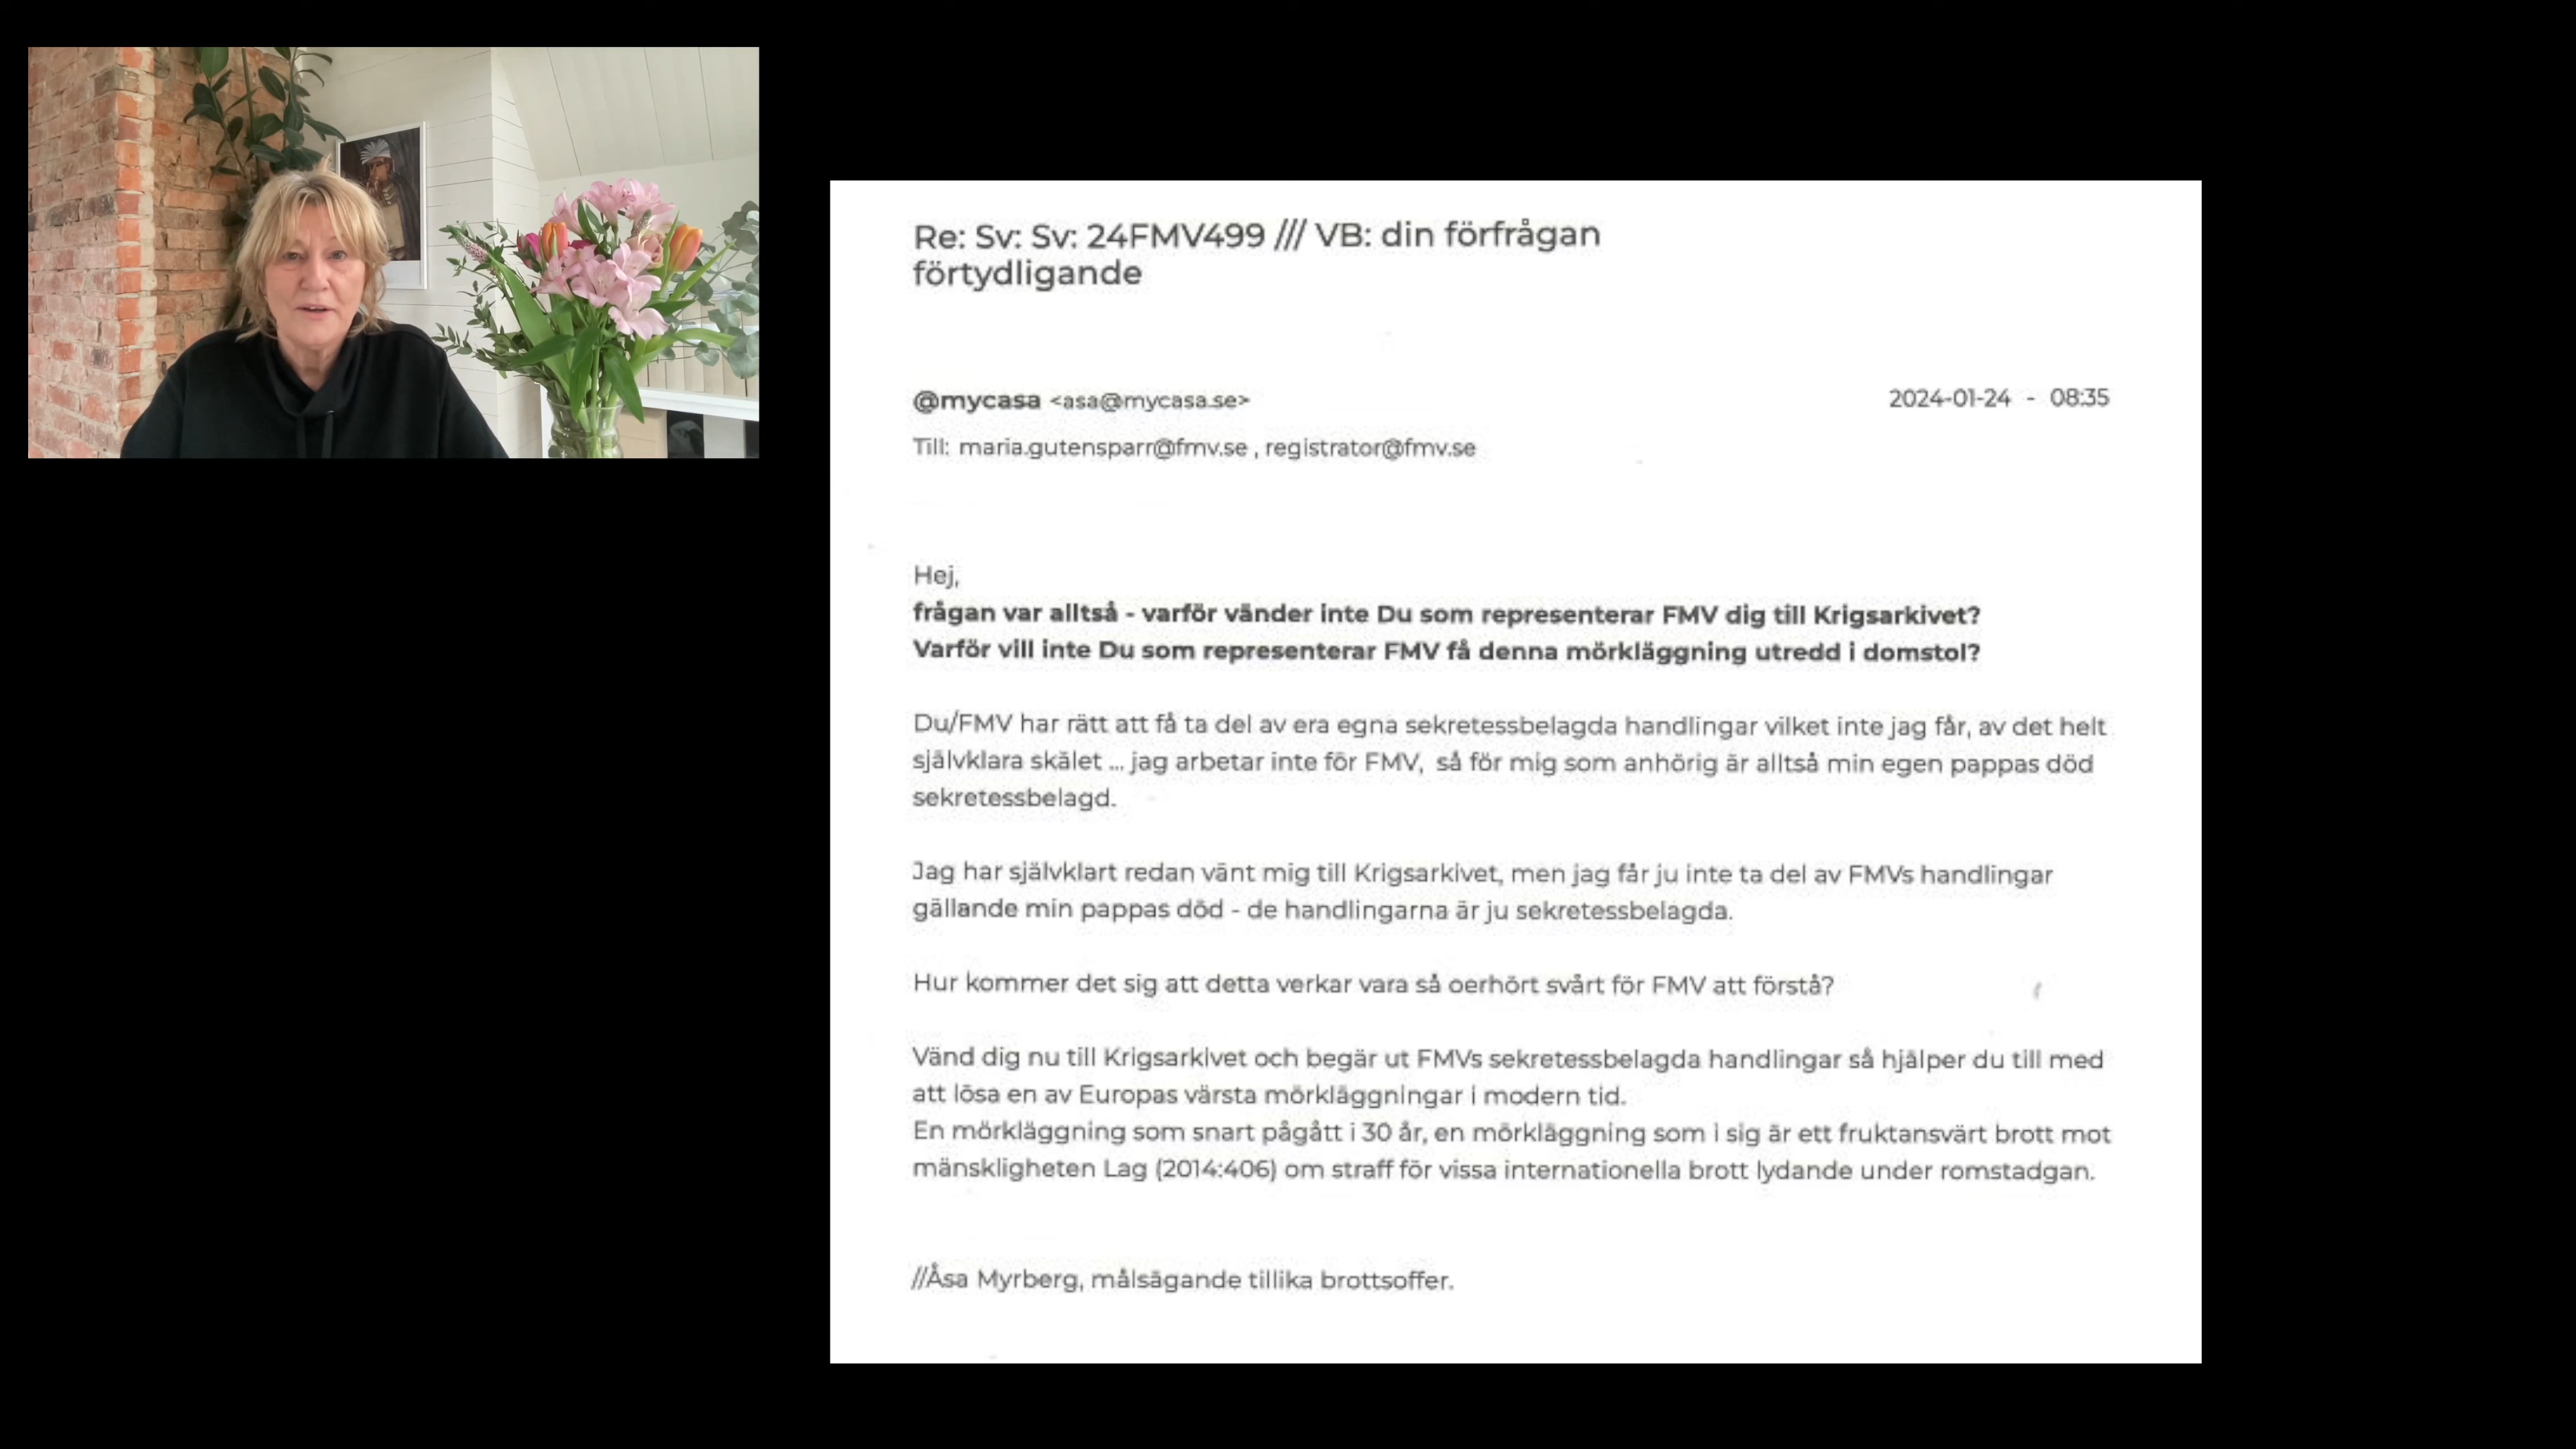 Re: Sv: Sv: 24FMV499 /// VB: din förfrågan
förtydligande
@mycasa <asa@mycasa.se>
2024-01-24 - 08:35
Till: maria.gutensparr@fmv.se , registrator@fmv.se
Hej,
frågan var alltså - varför vänder inte Du som representerar FMV dig till Krigsarkivet?
Varför vill inte Du som representerar FMV få denna mörkläggning utredd i domstol?
Du/FMV har rätt att få ta del av era egna sekretessbelagda handlingar vilket inte jag får, av det helt
självklara skälet ... jag arbetar inte för FMV, så för mig som anhörig är alltså min egen pappas död
sekretessbelagd.
Jag har självklart redan vänt mig till Krigsarkivet, men jag får ju inte ta del av FMVs handlingar
gällande min pappas död - de handlingarna är ju sekretessbelagda.
Hur kommer det sig att detta verkar vara så oerhört svårt för FMV att förstå?
Vänd dig nu till Krigsarkivet och begär ut FMVs sekretessbelagda handlingar så hjälper du till med
att lösa en av Europas värsta mörkläggningar i modern tid.
En mörkläggning som snart pågått i 30 år, en mörkläggning som i sig är ett fruktansvärt brott mot
mänskligheten Lag (2014:406) om straff för vissa internationella brott lydande under romstadgan.
//Åsa Myrberg, målsägande tillika brottsoffer.